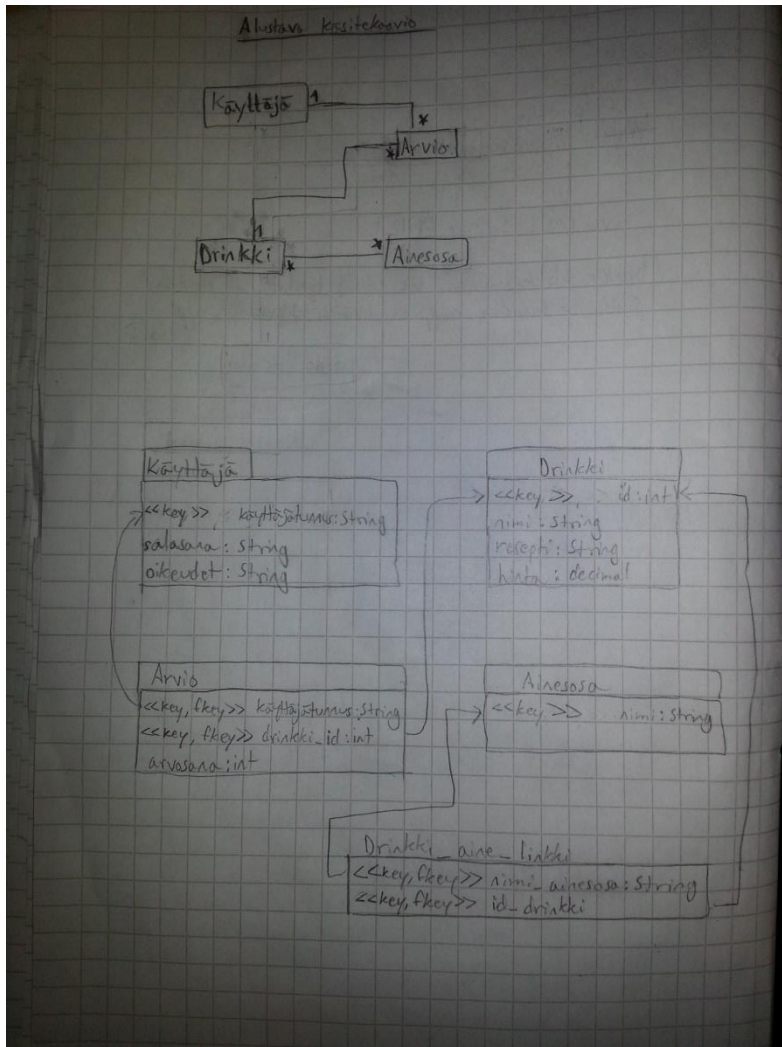 Alustava käsitekaavio
Käyttäjä
1
*
Arvio
*
1
Drinkki
*
*
Ainesosa
Käyttäjä
<<key>> käyttäjätunnus:String
salasana: String
oikeudet: String
Drinkki
<<key>> id:int
nimi: String
resepti: String
hinta: decimal
Arvio
<<key, fkey>> käyttäjätunnus:String
<<key, fkey>> drinkki_id:int
arvosana:int
Ainesosa
<<key>> nimi:String
Drinkki_aine_linkki
<<key, fkey>> nimi_ainesosa:String
<<key, fkey>> id_drinkki